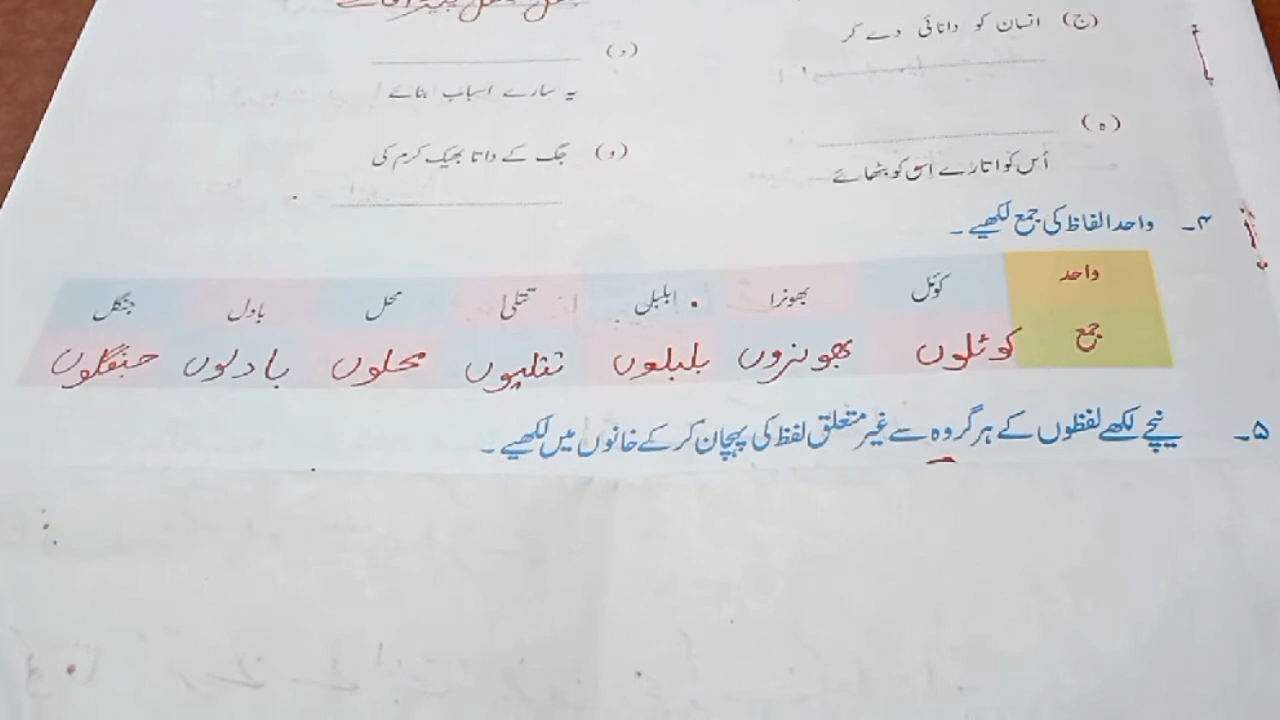 (ج) انسان کو دانائی دے کر
(د)
یہ سارے اسباب بنائے
(ہ)
اُس کو اتارے اس کو بٹھائے
(و) جگ کے داتا بھیک کرم کی
۴۔ واحد الفاظ کی جمع لکھیے۔
واحد کوئل بھونرا بلبلی تتلی محل بادل جنگل
جمع کوئلوں بھونروں بلبلوں تتلیوں محلوں بادلوں جنگلوں
۵۔ نیچے لکھے لفظوں کے ہر گروہ سے غیر متعلق لفظ کی پہچان کر کے خانوں میں لکھیے۔